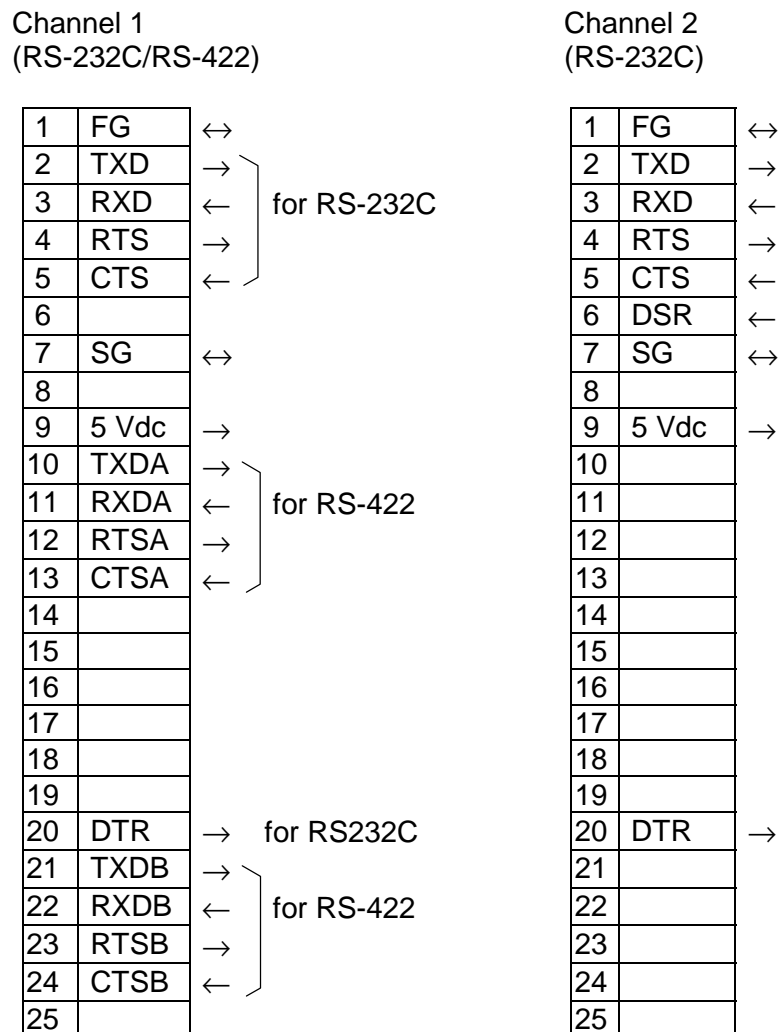 Channel 1
(RS-232C/RS-422)
1 FG ↔
2 TXD →
3 RXD ← for RS-232C
4 RTS →
5 CTS ←
6
7 SG ↔
8
9 5 Vdc →
10 TXDA →
11 RXDA ← for RS-422
12 RTSA →
13 CTSA ←
14
15
16
17
18
19
20 DTR → for RS232C
21 TXDB →
22 RXDB ← for RS-422
23 RTSB →
24 CTSB ←
25
Channel 2
(RS-232C)
1 FG ↔
2 TXD →
3 RXD ←
4 RTS →
5 CTS ←
6 DSR ←
7 SG ↔
8
9 5 Vdc →
10
11
12
13
14
15
16
17
18
19
20 DTR →
21
22
23
24
25